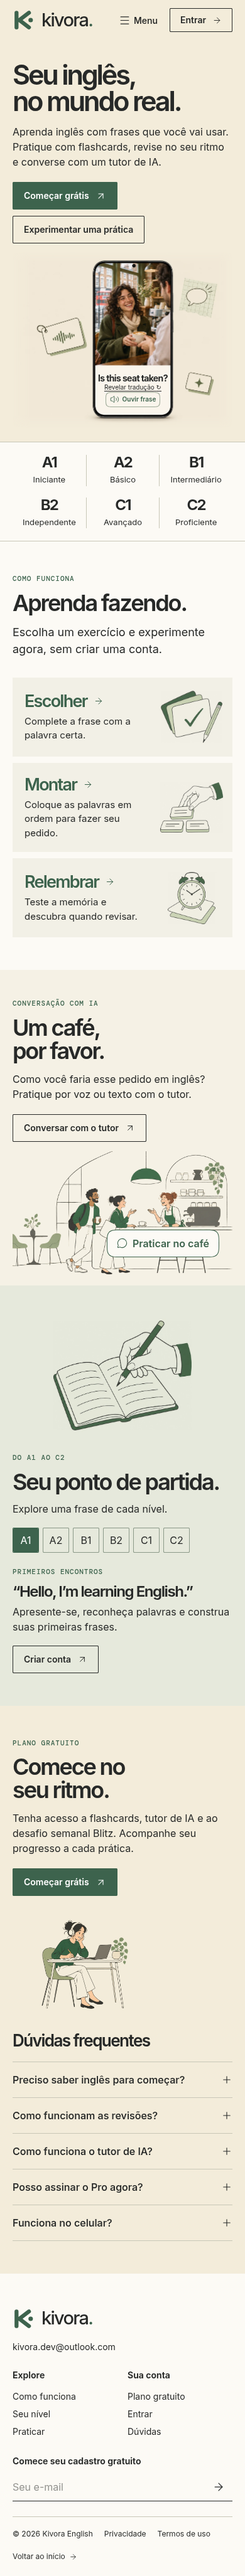 kivora.
Menu
Entrar →
Seu inglês,
no mundo real.
Aprenda inglês com frases que você vai usar.
Pratique com flashcards, revise no seu ritmo
e converse com um tutor de IA.
Começar grátis ↗
Experimentar uma prática
Is this seat taken?
Revelar tradução ↻
Ouvir frase
A1
Iniciante
A2
Básico
B1
Intermediário
B2
Independente
C1
Avançado
C2
Proficiente
COMO FUNCIONA
Aprenda fazendo.
Escolha um exercício e experimente
agora, sem criar uma conta.
Escolher →
Complete a frase com a
palavra certa.
Montar →
Coloque as palavras em
ordem para fazer seu
pedido.
Relembrar →
Teste a memória e
descubra quando revisar.
CONVERSAÇÃO COM IA
Um café,
por favor.
Como você faria esse pedido em inglês?
Pratique por voz ou texto com o tutor.
Conversar com o tutor ↗
Praticar no café
DO A1 AO C2
Seu ponto de partida.
Explore uma frase de cada nível.
A1 A2 B1 B2 C1 C2
PRIMEIROS ENCONTROS
“Hello, I’m learning English.”
Apresente-se, reconheça palavras e construa
suas primeiras frases.
Criar conta ↗
PLANO GRATUITO
Comece no
seu ritmo.
Tenha acesso a flashcards, tutor de IA e ao
desafio semanal Blitz. Acompanhe seu
progresso a cada prática.
Começar grátis ↗
Dúvidas frequentes
Preciso saber inglês para começar? +
Como funcionam as revisões? +
Como funciona o tutor de IA? +
Posso assinar o Pro agora? +
Funciona no celular? +
kivora.
kivora.dev@outlook.com
Explore
Como funciona
Seu nível
Praticar
Sua conta
Plano gratuito
Entrar
Dúvidas
Comece seu cadastro gratuito
Seu e-mail →
© 2026 Kivora English Privacidade Termos de uso
Voltar ao início →